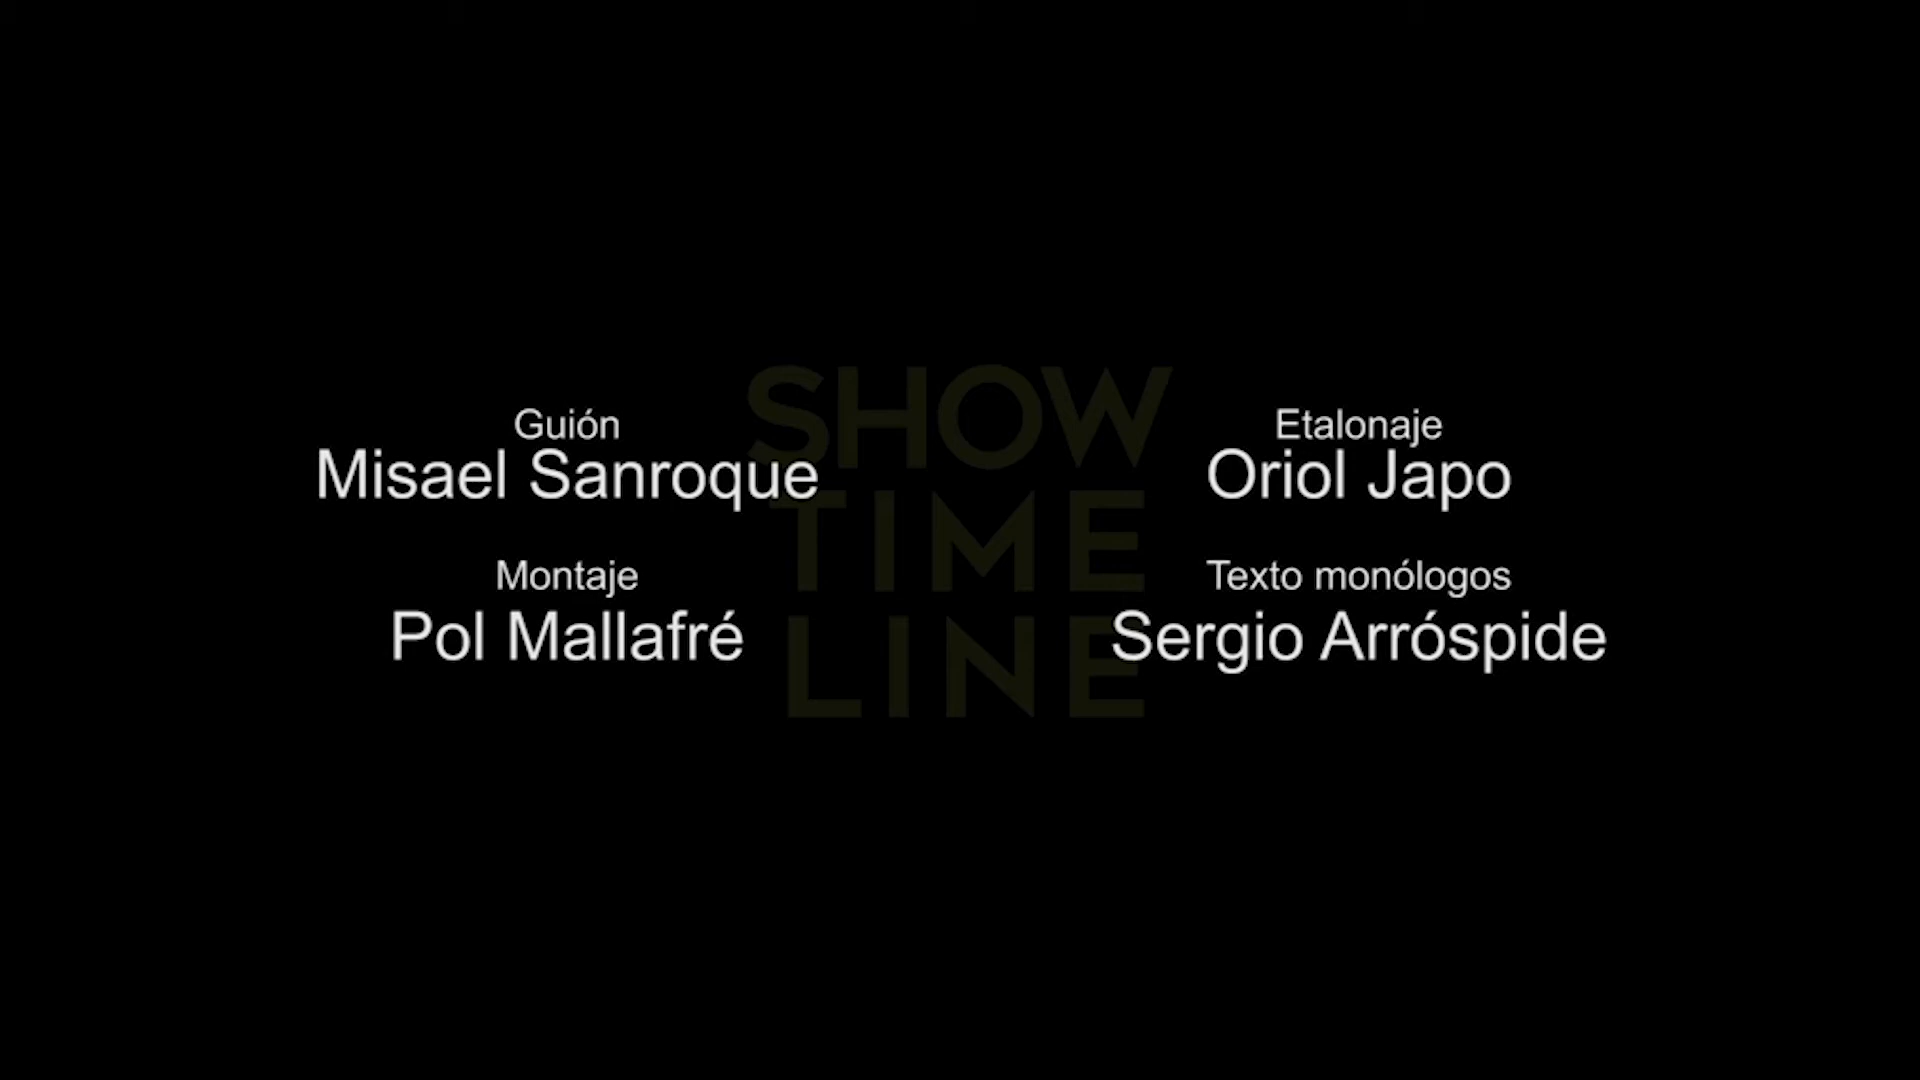 Guión
Misael Sanroque
Montaje
Pol Mallafré
Etalonaje
Oriol Japo
Texto monólogos
Sergio Arróspide
SHOW
TIME
LINE